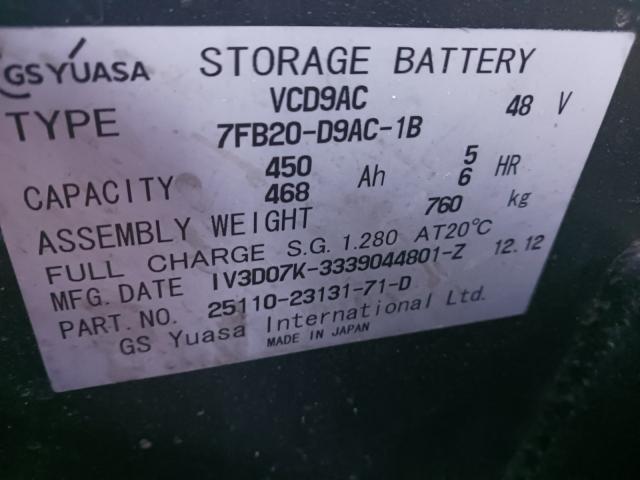 GS YUASA STORAGE BATTERY
VCD9AC 48 V
TYPE 7FB20-D9AC-1B
450 5
CAPACITY Ah HR
468 6
ASSEMBLY WEIGHT 760 kg
FULL CHARGE S.G. 1.280 AT20°C
MFG. DATE 1V3D07K-3339044801-Z 12.12
PART. NO. 25110-23131-71-D
GS Yuasa International Ltd.
MADE IN JAPAN